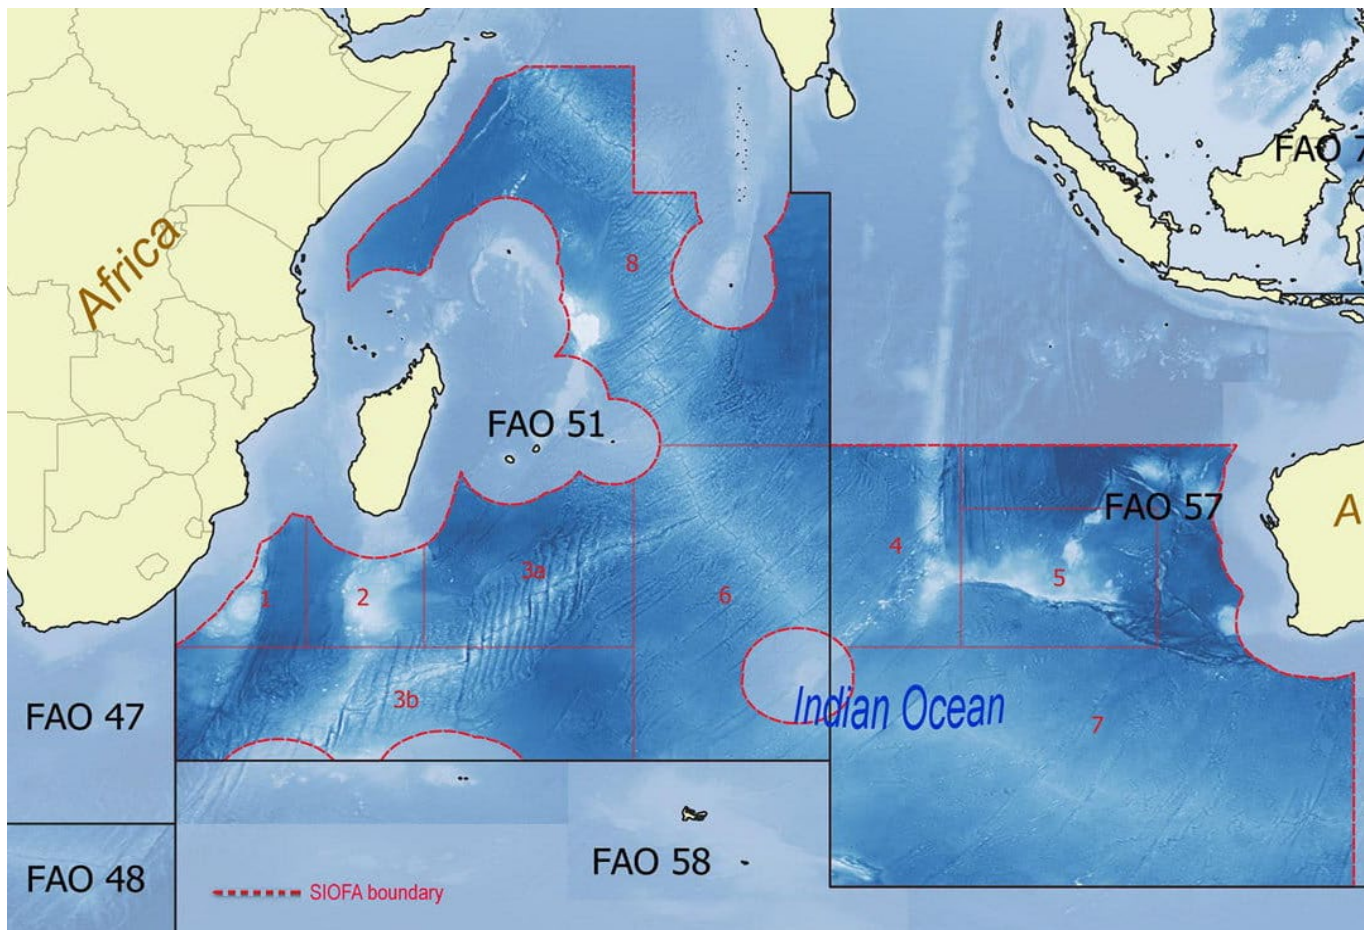 FAO 7
Africa
8
FAO 51
FAO 57
A
4
3a
5
1
2
6
3b
Indian Ocean
7
FAO 47
FAO 58
FAO 48
SIOFA boundary